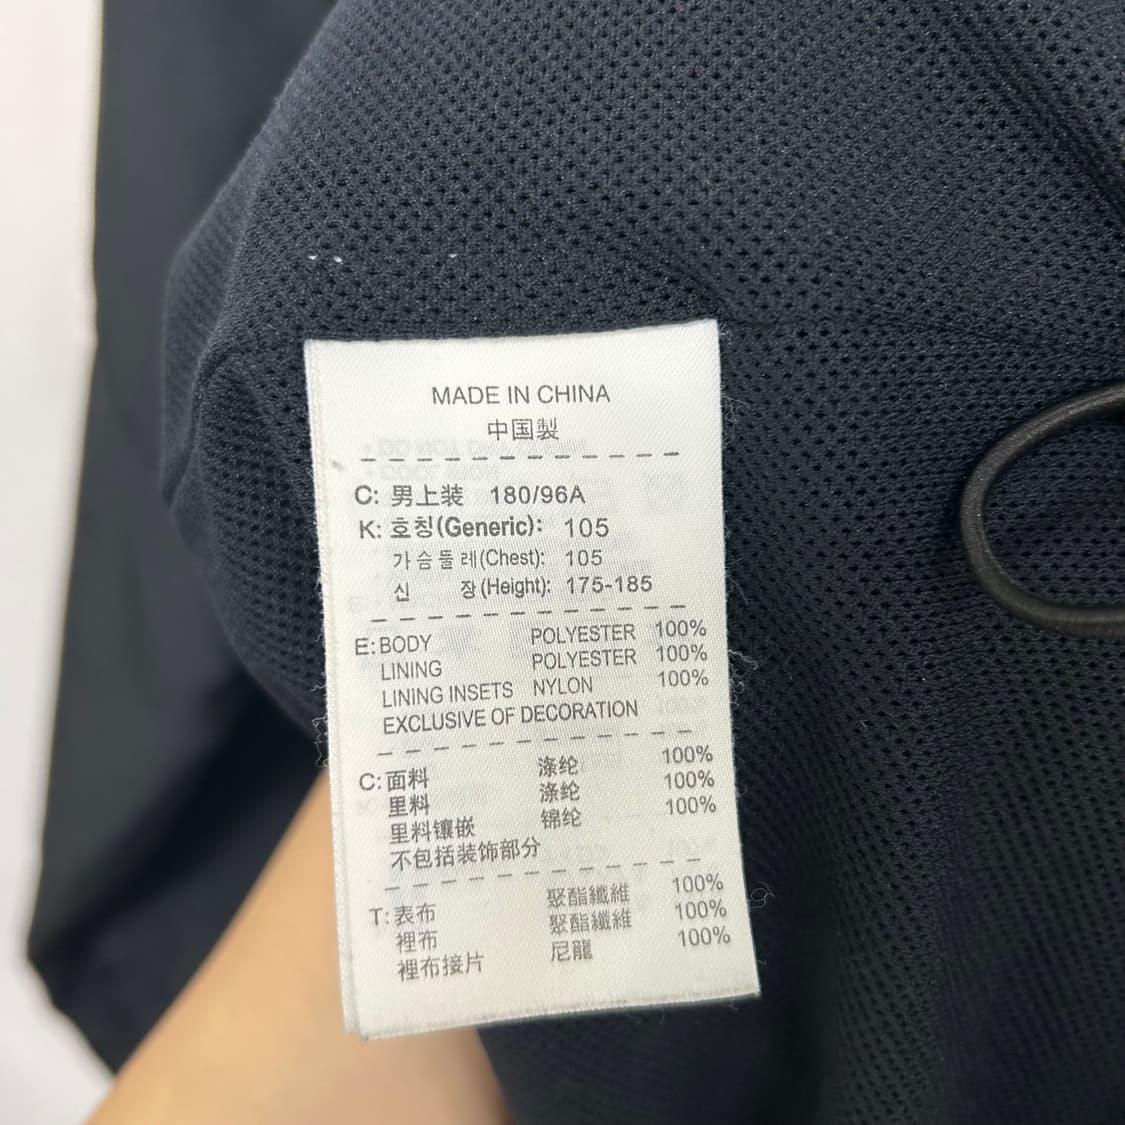 MADE IN CHINA
中国製
C: 男上装 180/96A
K: 호칭(Generic): 105
가슴둘레(Chest): 105
신 장(Height): 175-185
E: BODY POLYESTER 100%
LINING POLYESTER 100%
LINING INSETS NYLON 100%
EXCLUSIVE OF DECORATION
C: 面料 涤纶 100%
里料 涤纶 100%
里料镶嵌 锦纶 100%
不包括装饰部分
T: 表布 聚酯纖維 100%
裡布 聚酯纖維 100%
裡布接片 尼龍 100%